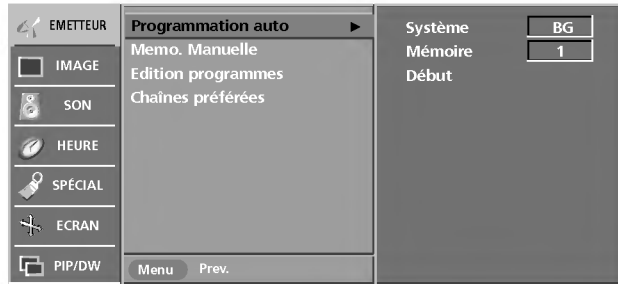 EMETTEUR
IMAGE
SON
HEURE
SPÉCIAL
ECRAN
PIP/DW
Programmation auto ►
Memo. Manuelle
Edition programmes
Chaînes préférées
Menu Prev.
Système BG
Mémoire 1
Début